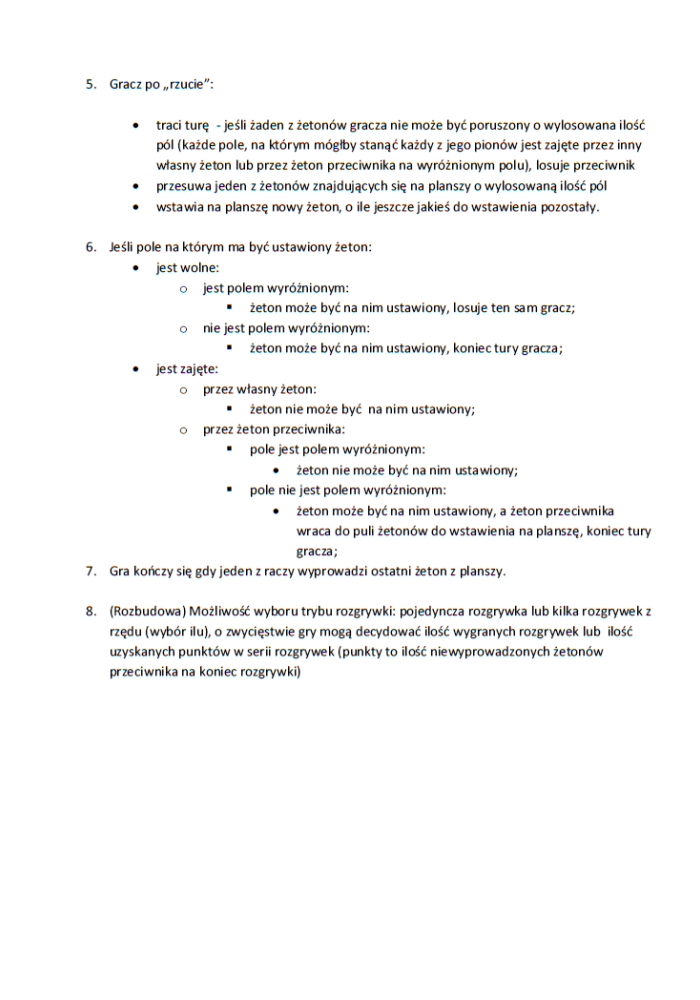 5. Gracz po „rzucie”:
• traci turę - jeśli żaden z żetonów gracza nie może być poruszony o wylosowana ilość
pól (każde pole, na którym mógłby stanąć każdy z jego pionów jest zajęte przez inny
własny żeton lub przez żeton przeciwnika na wyróżnionym polu), losuje przeciwnik
• przesuwa jeden z żetonów znajdujących się na planszy o wylosowaną ilość pól
• wstawia na planszę nowy żeton, o ile jeszcze jakieś do wstawienia pozostały.
6. Jeśli pole na którym ma być ustawiony żeton:
• jest wolne:
o jest polem wyróżnionym:
▪ żeton może być na nim ustawiony, losuje ten sam gracz;
o nie jest polem wyróżnionym:
▪ żeton może być na nim ustawiony, koniec tury gracza;
• jest zajęte:
o przez własny żeton:
▪ żeton nie może być na nim ustawiony;
o przez żeton przeciwnika:
▪ pole jest polem wyróżnionym:
• żeton nie może być na nim ustawiony;
▪ pole nie jest polem wyróżnionym:
• żeton może być na nim ustawiony, a żeton przeciwnika
wraca do puli żetonów do wstawienia na planszę, koniec tury
gracza;
7. Gra kończy się gdy jeden z raczy wyprowadzi ostatni żeton z planszy.
8. (Rozbudowa) Możliwość wyboru trybu rozgrywki: pojedyncza rozgrywka lub kilka rozgrywek z
rzędu (wybór ilu), o zwycięstwie gry mogą decydować ilość wygranych rozgrywek lub ilość
uzyskanych punktów w serii rozgrywek (punkty to ilość niewyprowadzonych żetonów
przeciwnika na koniec rozgrywki)